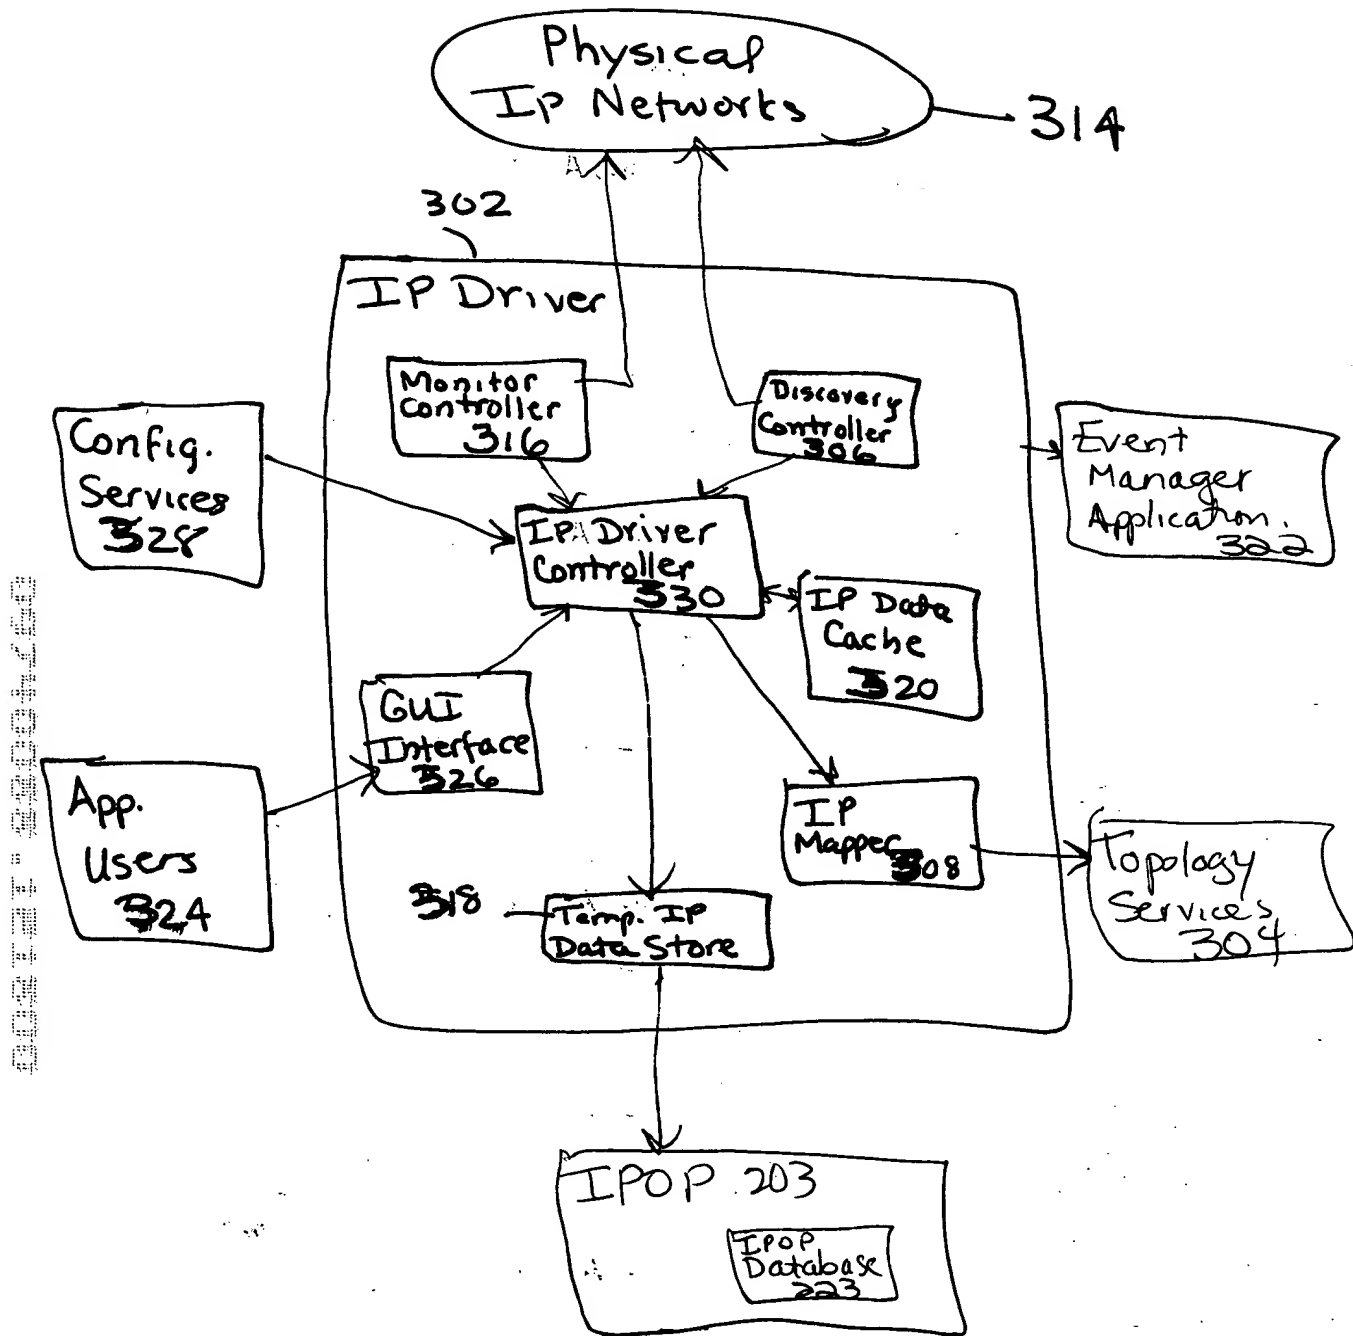 Physical
Ip Networks
314
302
IP Driver
Monitor
Controller
316
Discovery
Controller
306
Config.
Services
328
Event
Manager
Application.
322
IP Driver
Controller
330
IP Data
Cache
320
GUI
Interface
326
App.
Users
324
IP
Mapper
308
Topology
Services
304
318
Temp. IP
Data Store
IPOP 203
IPOP
Database
223